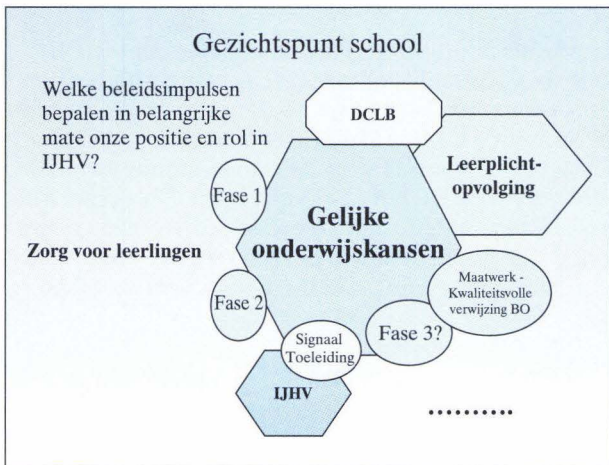 Gezichtspunt school
Welke beleidsimpulsen
bepalen in belangrijke
mate onze positie en rol in
IJHV?
DCLB
Leerplicht-
opvolging
Fase 1
Gelijke
onderwijskansen
Zorg voor leerlingen
Maatwerk -
Kwaliteitsvolle
verwijzing BO
Fase 2
Fase 3?
Signaal
Toeleiding
IJHV
..........